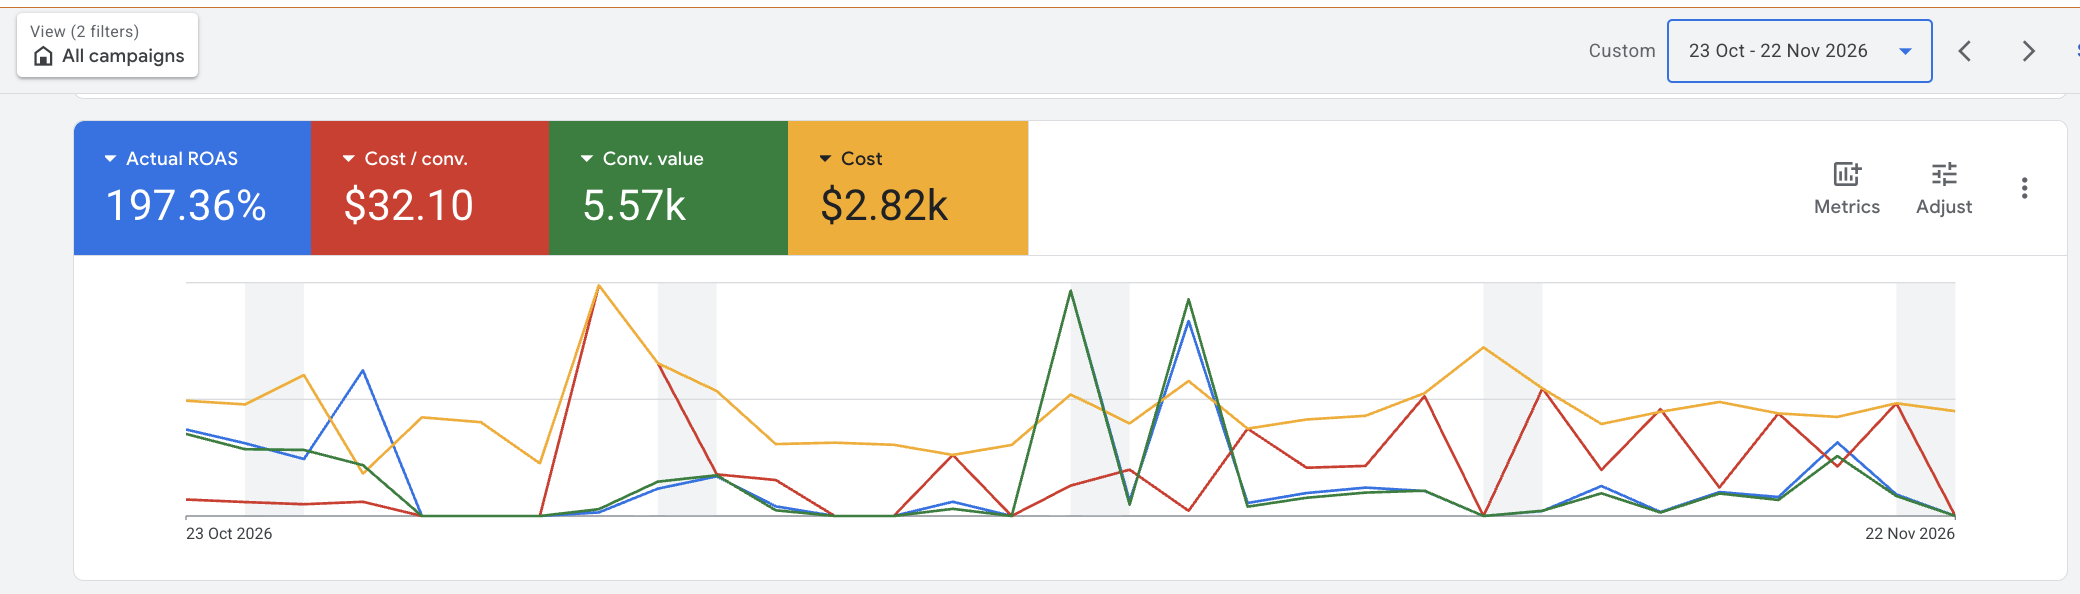 View (2 filters)
All campaigns
Custom
23 Oct - 22 Nov 2026
Actual ROAS
197.36%
Cost / conv.
$32.10
Conv. value
5.57k
Cost
$2.82k
Metrics
Adjust
23 Oct 2026
22 Nov 2026